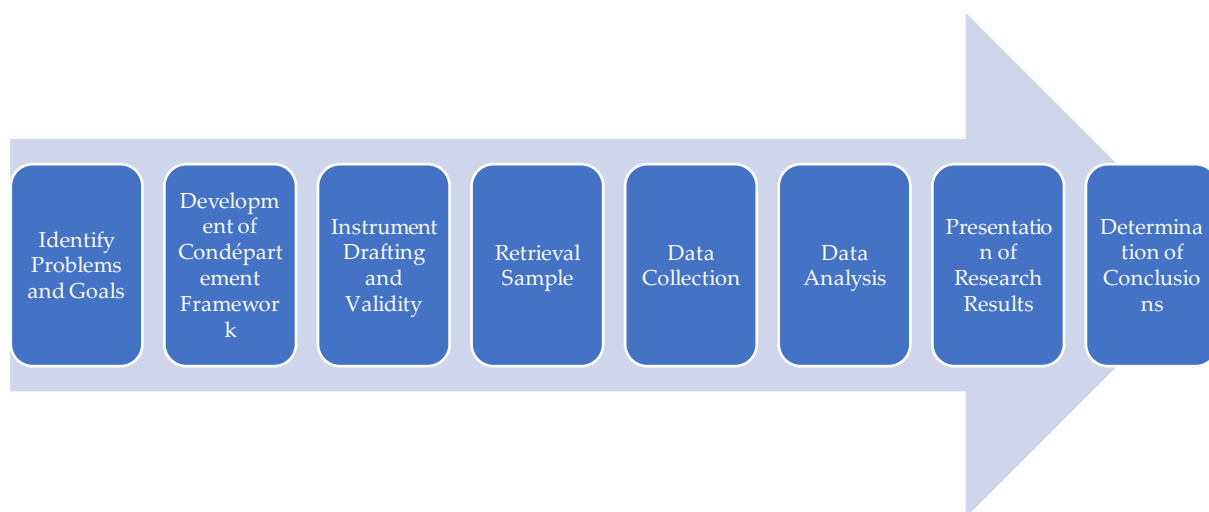 Identify
Problems
and Goals
Developm
ent of
Condépart
ement
Framewor
k
Instrument
Drafting
and
Validity
Retrieval
Sample
Data
Collection
Data
Analysis
Presentatio
n of
Research
Results
Determina
tion of
Conclusio
ns